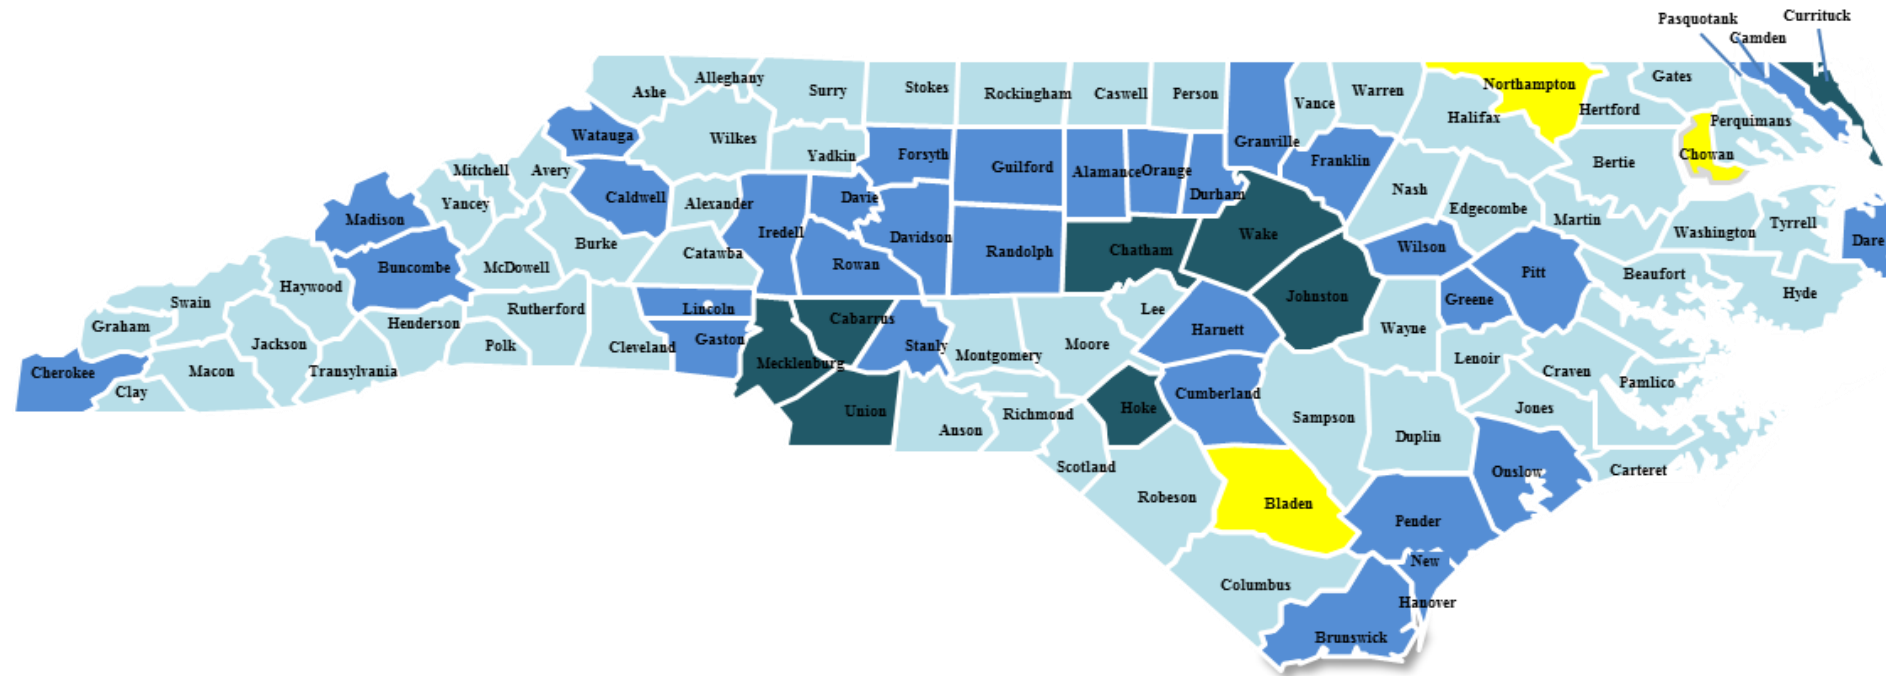 Pasquotank
Currituck
Camden
Ashe
Alleghany
Surry
Stokes
Rockingham
Caswell
Person
Vance
Warren
Northampton
Gates
Hertford
Halifax
Perquimans
Watauga
Wilkes
Yadkin
Forsyth
Guilford
Alamance
Orange
Durham
Granville
Franklin
Nash
Edgecombe
Bertie
Chowan
Mitchell
Avery
Yancey
Madison
Caldwell
Alexander
Davie
Iredell
Davidson
Randolph
Chatham
Wake
Wilson
Martin
Washington
Tyrrell
Dare
Buncombe
McDowell
Burke
Catawba
Rowan
Johnston
Greene
Pitt
Beaufort
Hyde
Haywood
Swain
Graham
Jackson
Henderson
Rutherford
Polk
Cleveland
Lincoln
Gaston
Cabarrus
Stanly
Montgomery
Moore
Lee
Harnett
Wayne
Lenoir
Craven
Pamlico
Cherokee
Clay
Macon
Transylvania
Mecklenburg
Union
Anson
Richmond
Hoke
Cumberland
Sampson
Duplin
Jones
Onslow
Carteret
Scotland
Robeson
Bladen
Pender
Columbus
New
Hanover
Brunswick